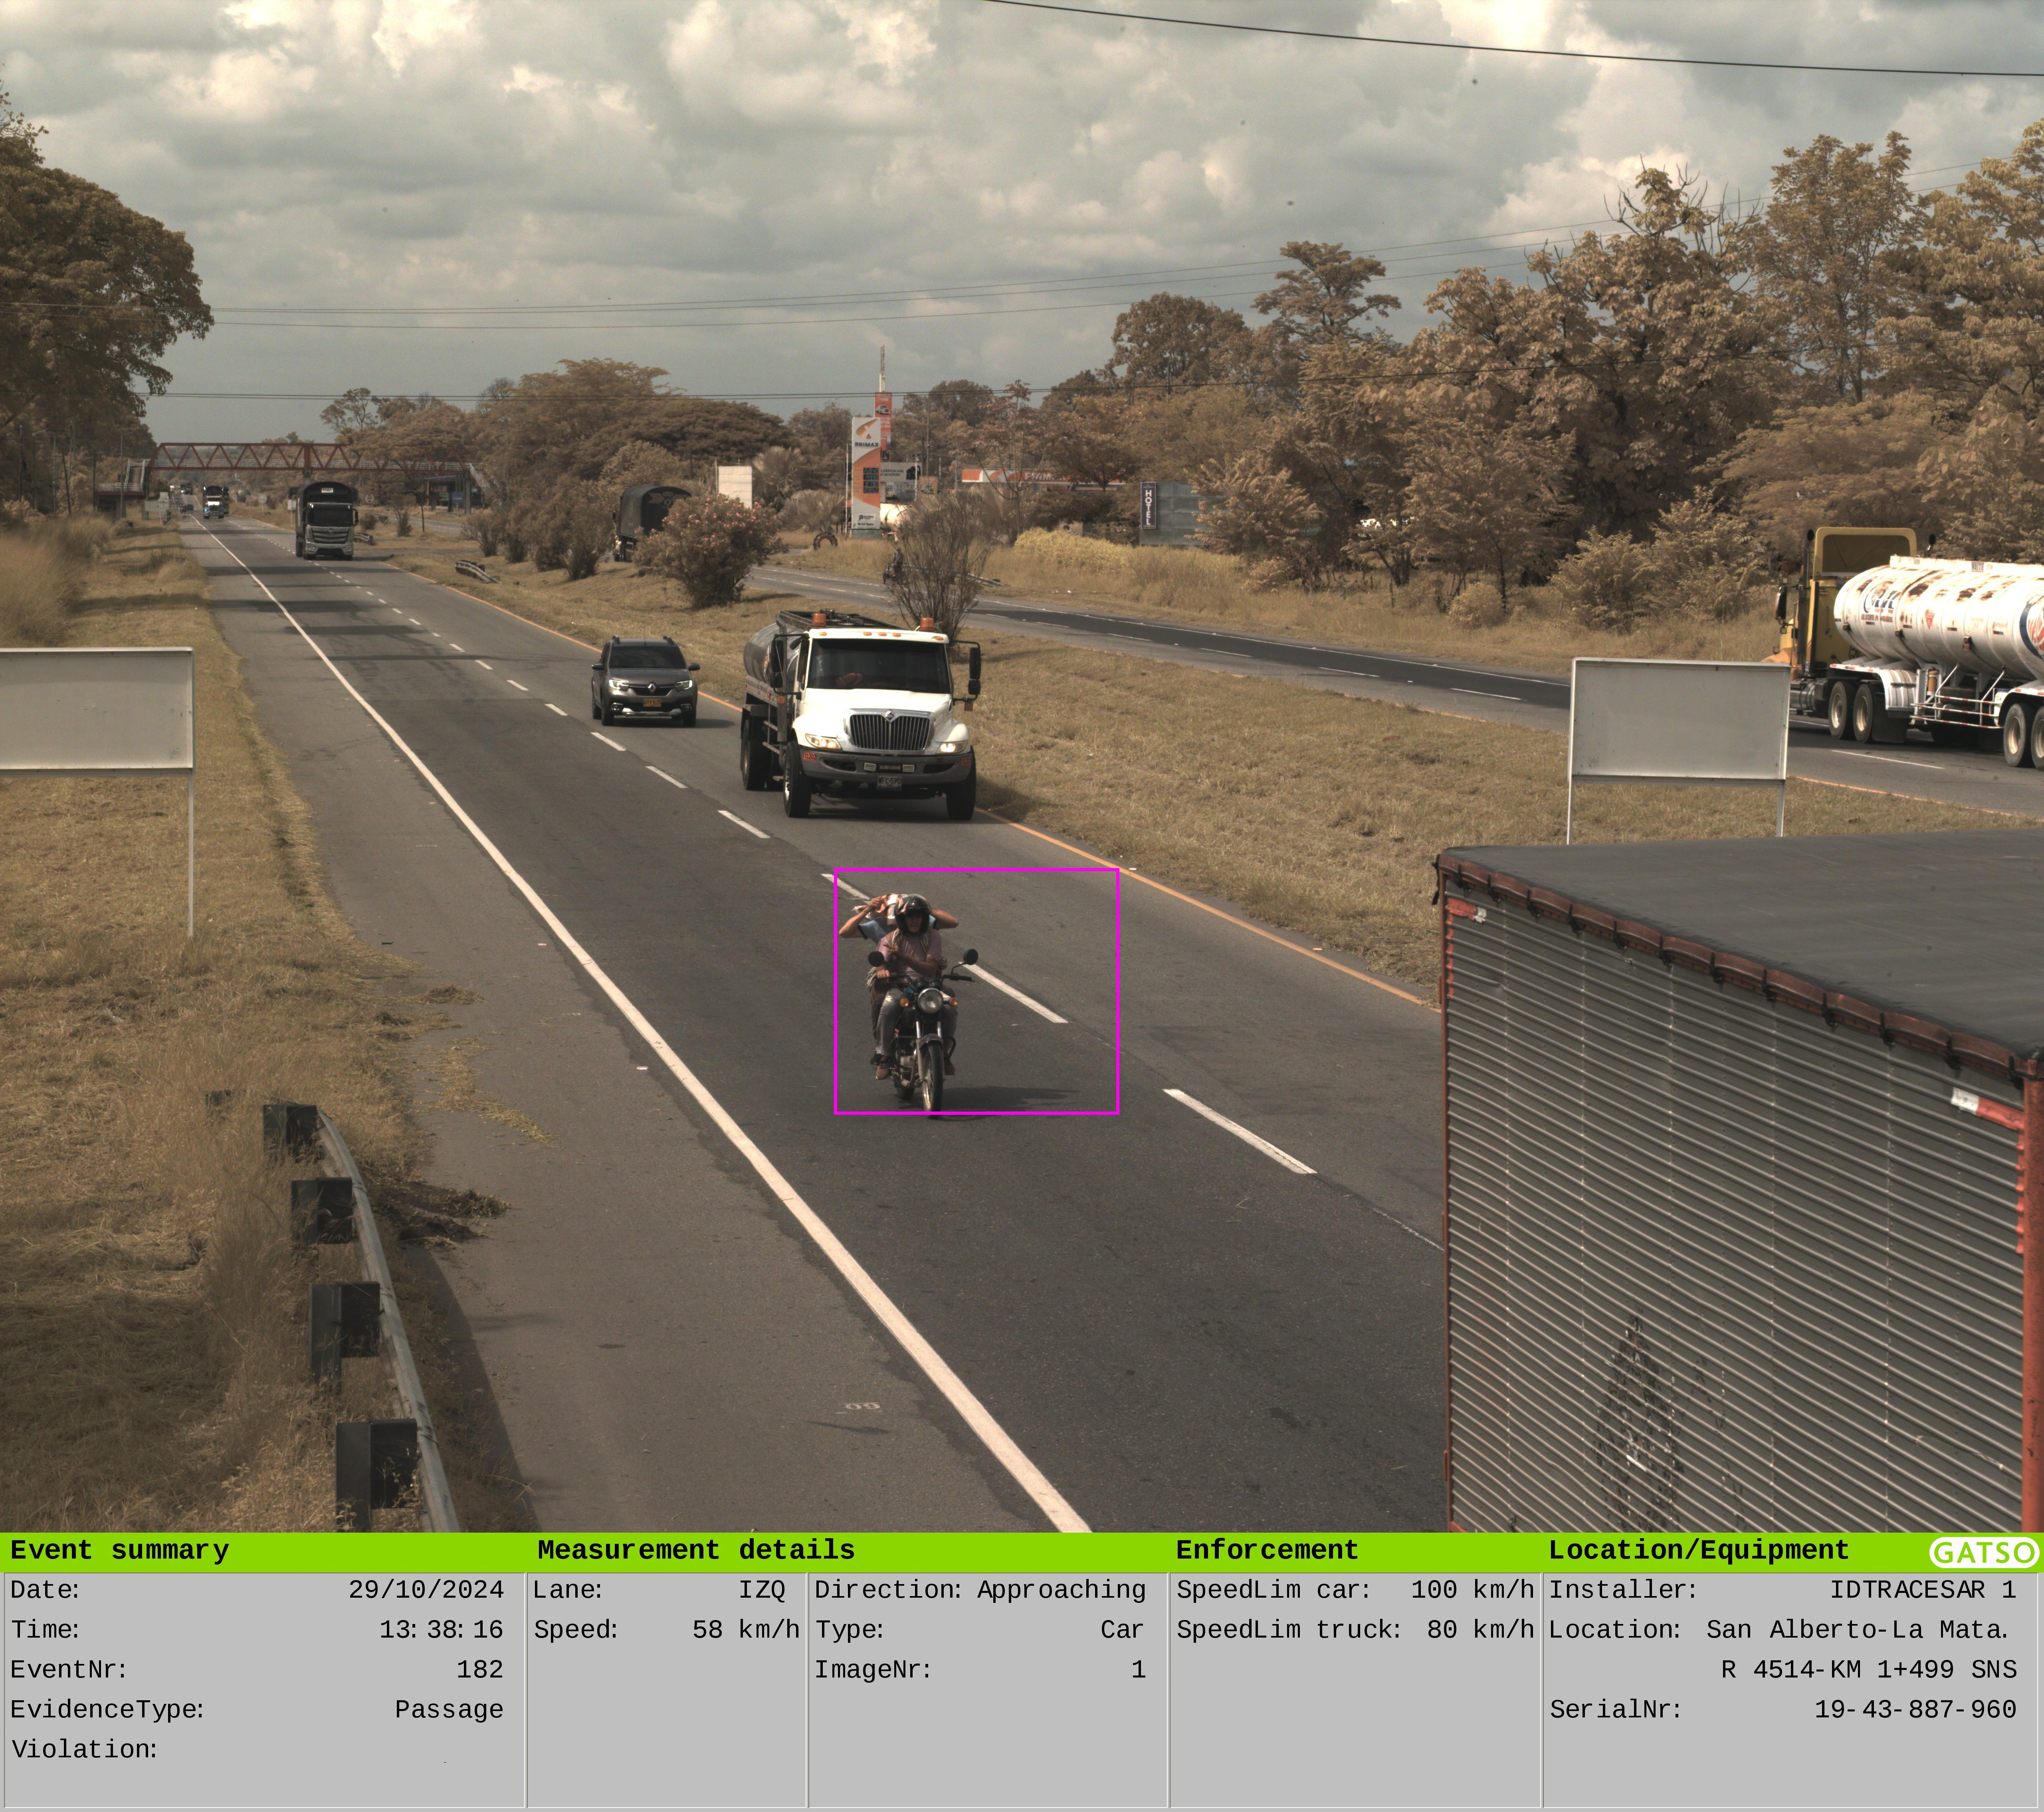 BRIMAX
HOTEL
Event summary
Date: 29/10/2024
Time: 13:38:16
EventNr: 182
EvidenceType: Passage
Violation:
Measurement details
Lane: IZQ
Speed: 58 km/h
Direction: Approaching
Type: Car
ImageNr: 1
Enforcement
SpeedLim car: 100 km/h
SpeedLim truck: 80 km/h
Location/Equipment
GATSO
Installer: IDTRACESAR 1
Location: San Alberto-La Mata.
R 4514-KM 1+499 SNS
SerialNr: 19-43-887-960